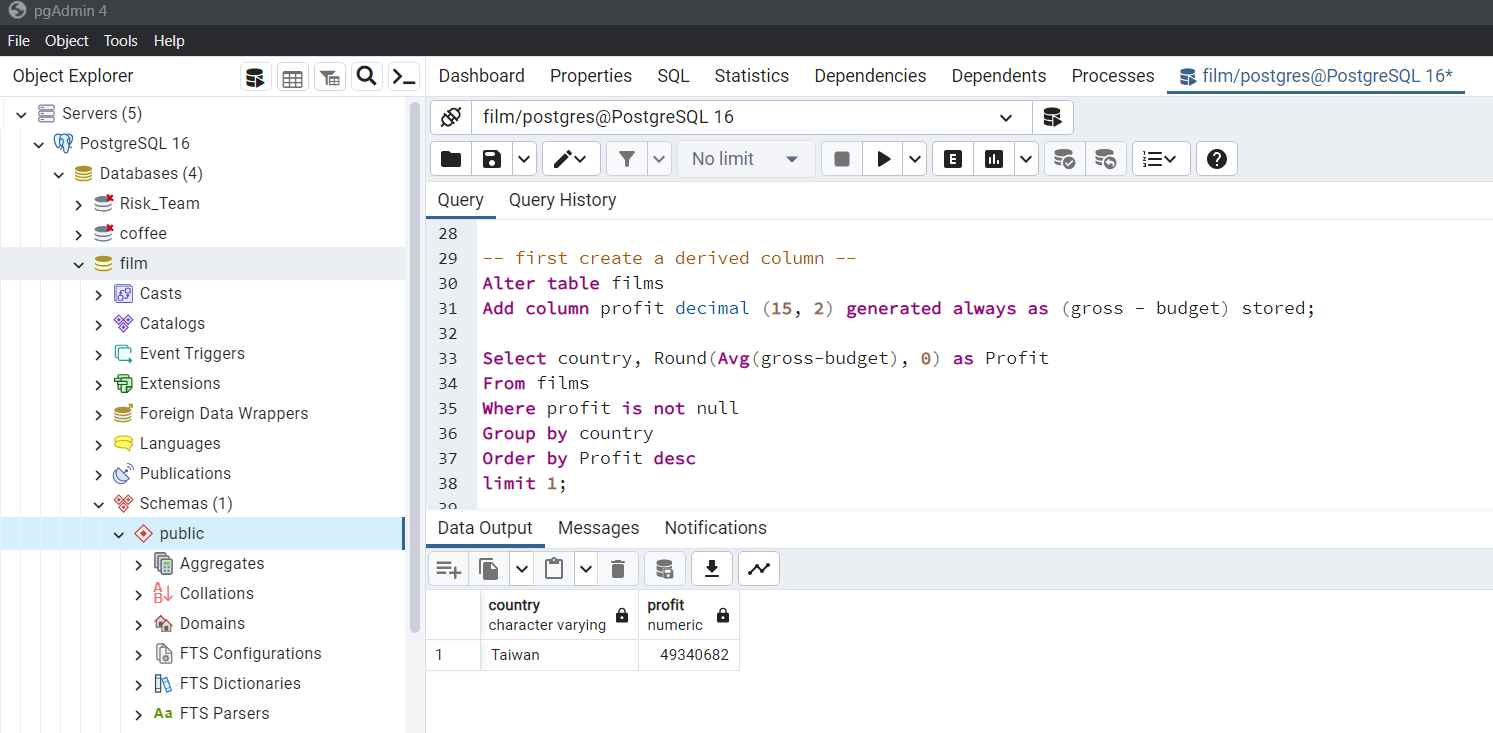 pgAdmin 4
File Object Tools Help
Object Explorer
Dashboard Properties SQL Statistics Dependencies Dependents Processes film/postgres@PostgreSQL 16*
Servers (5)
PostgreSQL 16
Databases (4)
Risk_Team
coffee
film
Casts
Catalogs
Event Triggers
Extensions
Foreign Data Wrappers
Languages
Publications
Schemas (1)
public
Aggregates
Collations
Domains
FTS Configurations
FTS Dictionaries
Aa FTS Parsers
film/postgres@PostgreSQL 16
No limit E
Query Query History
28
29 -- first create a derived column --
30 Alter table films
31 Add column profit decimal (15, 2) generated always as (gross - budget) stored;
32
33 Select country, Round(Avg(gross-budget), 0) as Profit
34 From films
35 Where profit is not null
36 Group by country
37 Order by Profit desc
38 limit 1;
39
Data Output Messages Notifications
country profit
character varying numeric
1 Taiwan 49340682